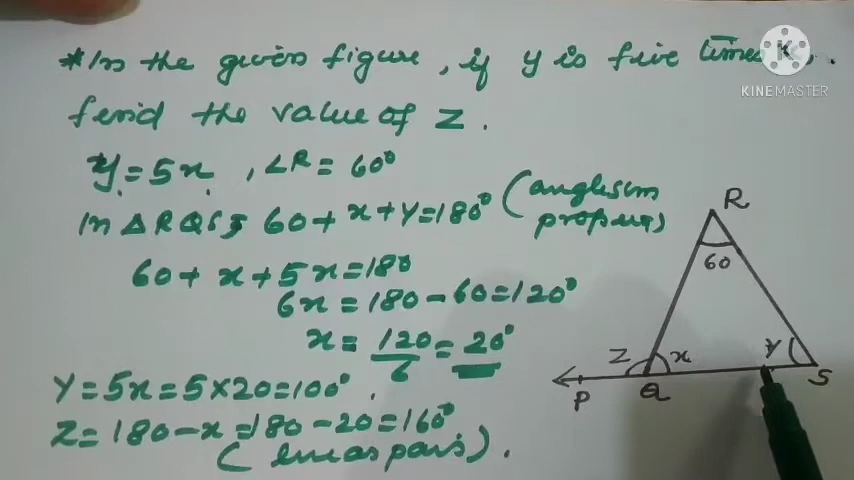 *In the given figure, if y is five times
K
KINEMASTER
find the value of Z.
y = 5x, ∠R = 60°
In △RQS, 60+x+y=180° (anglesum
property)
60+x+5x=180
6x = 180-60=120°
x = 120/6 = 20°
Y=5x=5×20=100°.
Z=180-x=180-20=160°
(linear pair).
R
60
Z x Y
P Q S